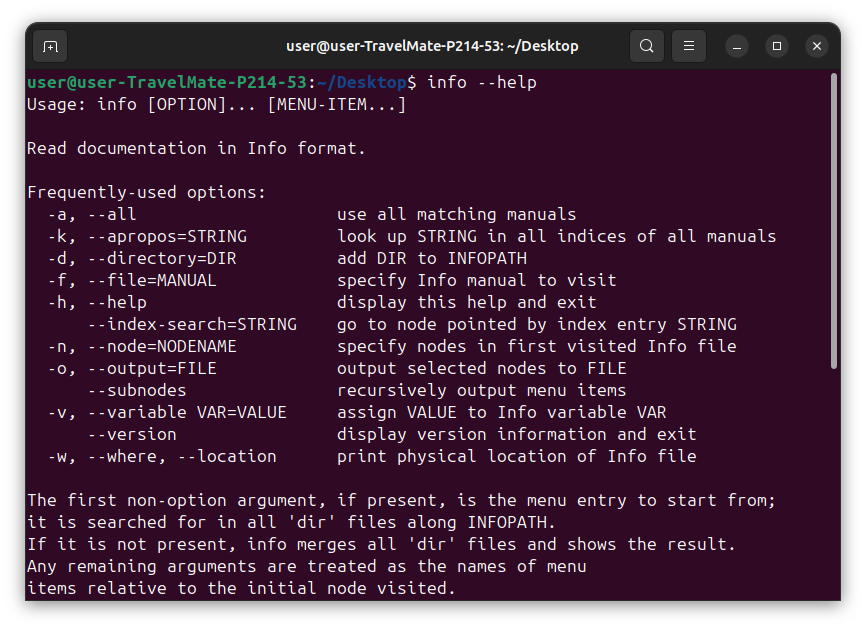 user@user-TravelMate-P214-53: ~/Desktop
user@user-TravelMate-P214-53:~/Desktop$ info --help
Usage: info [OPTION]... [MENU-ITEM...]
Read documentation in Info format.
Frequently-used options:
-a, --all                    use all matching manuals
-k, --apropos=STRING         look up STRING in all indices of all manuals
-d, --directory=DIR          add DIR to INFOPATH
-f, --file=MANUAL            specify Info manual to visit
-h, --help                   display this help and exit
--index-search=STRING    go to node pointed by index entry STRING
-n, --node=NODENAME          specify nodes in first visited Info file
-o, --output=FILE            output selected nodes to FILE
--subnodes               recursively output menu items
-v, --variable VAR=VALUE     assign VALUE to Info variable VAR
--version                display version information and exit
-w, --where, --location      print physical location of Info file
The first non-option argument, if present, is the menu entry to start from;
it is searched for in all 'dir' files along INFOPATH.
If it is not present, info merges all 'dir' files and shows the result.
Any remaining arguments are treated as the names of menu
items relative to the initial node visited.